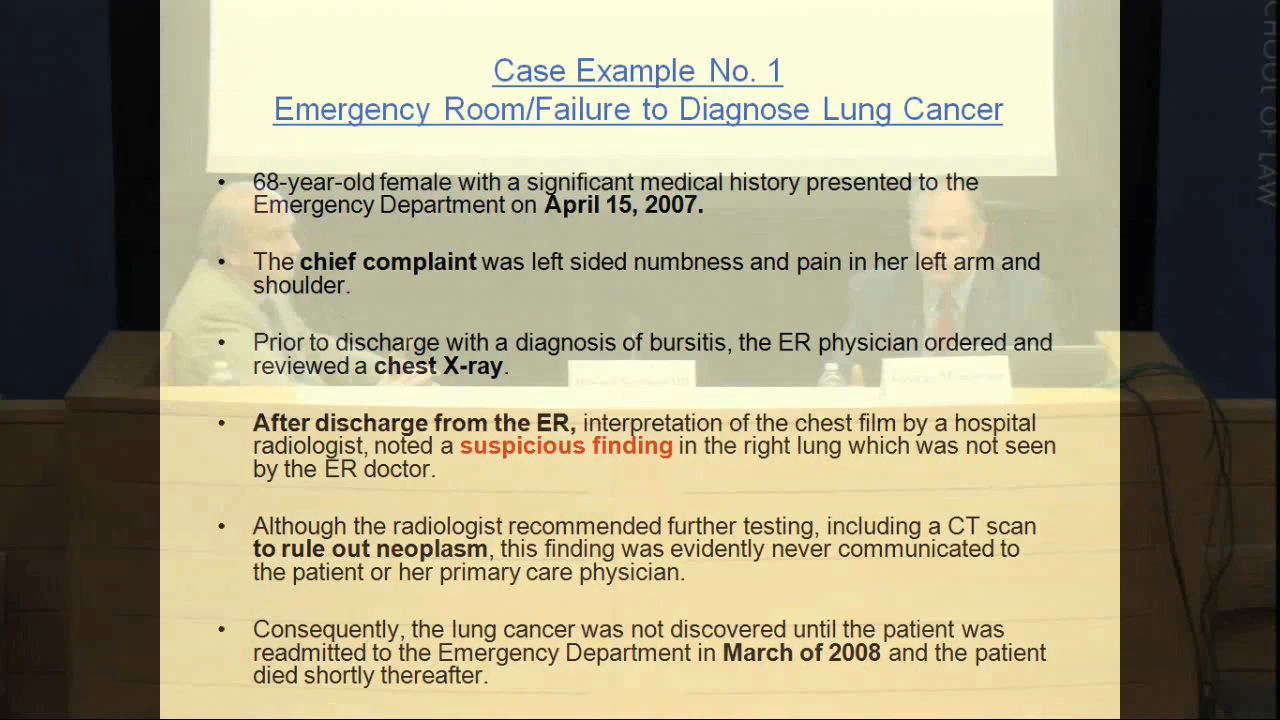 Case Example No. 1
Emergency Room/Failure to Diagnose Lung Cancer
• 68-year-old female with a significant medical history presented to the
Emergency Department on April 15, 2007.
• The chief complaint was left sided numbness and pain in her left arm and
shoulder.
• Prior to discharge with a diagnosis of bursitis, the ER physician ordered and
reviewed a chest X-ray.
• After discharge from the ER, interpretation of the chest film by a hospital
radiologist, noted a suspicious finding in the right lung which was not seen
by the ER doctor.
• Although the radiologist recommended further testing, including a CT scan
to rule out neoplasm, this finding was evidently never communicated to
the patient or her primary care physician.
• Consequently, the lung cancer was not discovered until the patient was
readmitted to the Emergency Department in March of 2008 and the patient
died shortly thereafter.
SCHOOL OF LAW